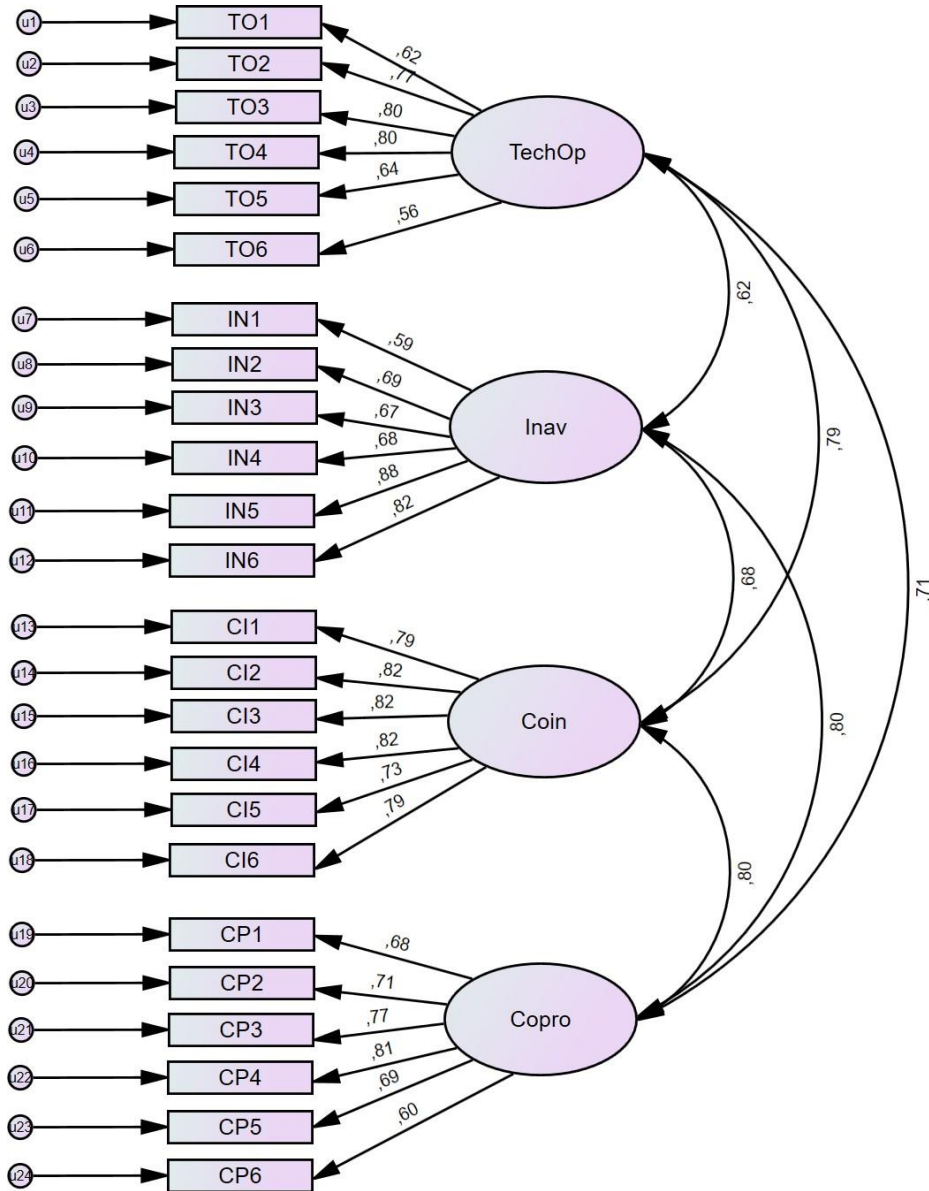 u1 TO1
,62
u2 TO2
,77
u3 TO3
,80
u4 TO4
,80
TechOp
u5 TO5
,64
u6 TO6
,56
,62
u7 IN1
,59
u8 IN2
,69
u9 IN3
,67
Inav
,79
u10 IN4
,68
u11 IN5
,88
u12 IN6
,82
,68
,71
u13 CI1
,79
u14 CI2
,82
u15 CI3
,82
Coin
,80
u16 CI4
,82
u17 CI5
,73
u18 CI6
,79
,80
u19 CP1
,68
u20 CP2
,71
u21 CP3
,77
Copro
u22 CP4
,81
u23 CP5
,69
u24 CP6
,60